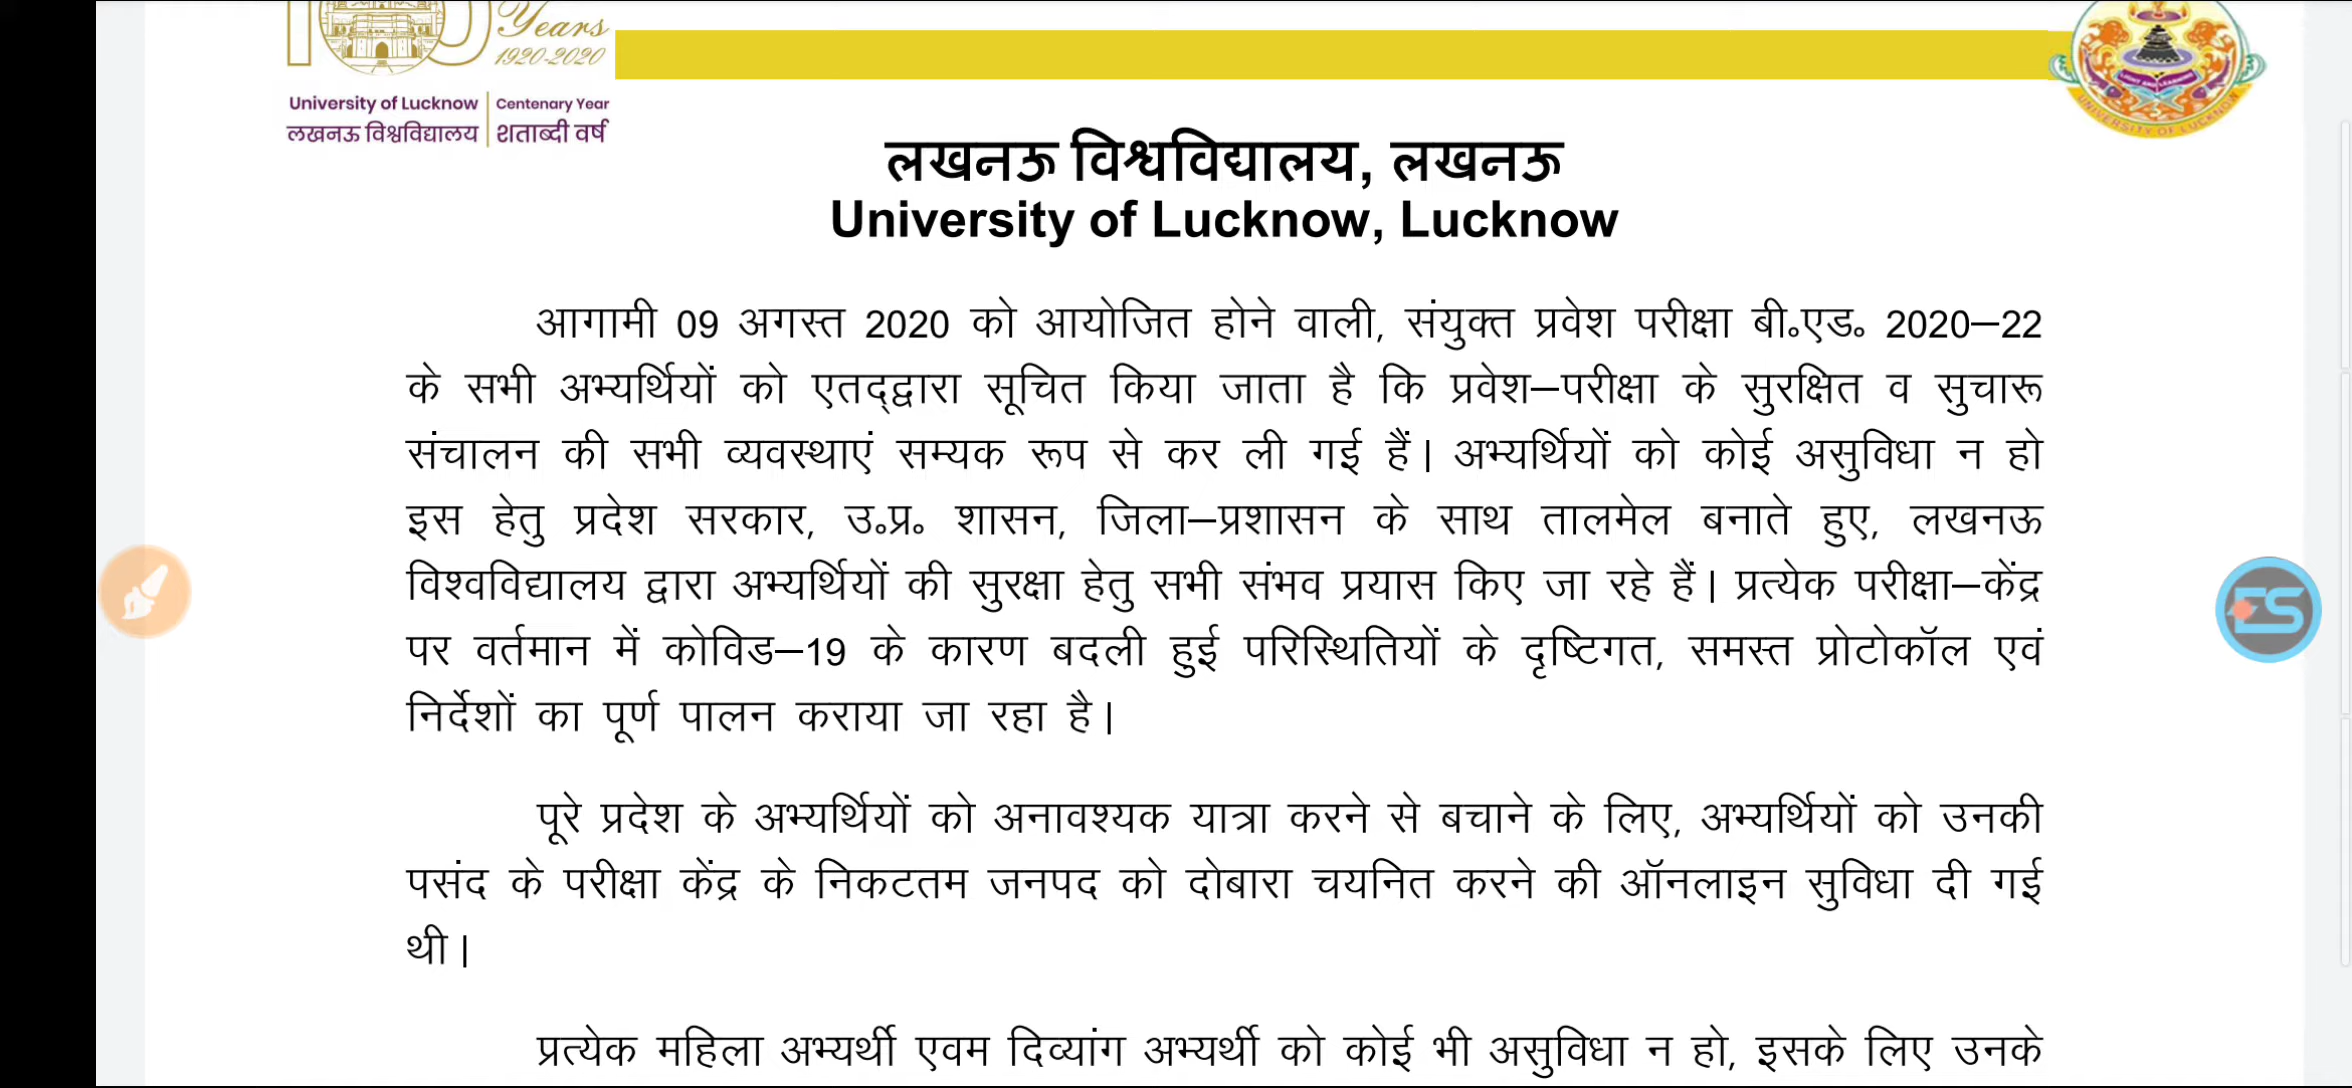 Years
1920-2020
University of Lucknow
लखनऊ विश्वविद्यालय
Centenary Year
शताब्दी वर्ष
UNIVERSITY OF LUCKNOW
लखनऊ विश्वविद्यालय, लखनऊ
University of Lucknow, Lucknow
आगामी 09 अगस्त 2020 को आयोजित होने वाली, संयुक्त प्रवेश परीक्षा बी॰एड॰ 2020–22
के सभी अभ्यर्थियों को एतद्द्वारा सूचित किया जाता है कि प्रवेश–परीक्षा के सुरक्षित व सुचारू
संचालन की सभी व्यवस्थाएं सम्यक रूप से कर ली गई हैं। अभ्यर्थियों को कोई असुविधा न हो
इस हेतु प्रदेश सरकार, उ॰प्र॰ शासन, जिला–प्रशासन के साथ तालमेल बनाते हुए, लखनऊ
विश्वविद्यालय द्वारा अभ्यर्थियों की सुरक्षा हेतु सभी संभव प्रयास किए जा रहे हैं। प्रत्येक परीक्षा–केंद्र
पर वर्तमान में कोविड–19 के कारण बदली हुई परिस्थितियों के दृष्टिगत, समस्त प्रोटोकॉल एवं
निर्देशों का पूर्ण पालन कराया जा रहा है।
पूरे प्रदेश के अभ्यर्थियों को अनावश्यक यात्रा करने से बचाने के लिए, अभ्यर्थियों को उनकी
पसंद के परीक्षा केंद्र के निकटतम जनपद को दोबारा चयनित करने की ऑनलाइन सुविधा दी गई
थी।
प्रत्येक महिला अभ्यर्थी एवम दिव्यांग अभ्यर्थी को कोई भी असुविधा न हो, इसके लिए उनके